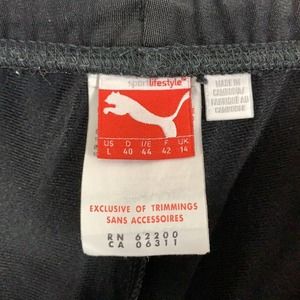 sportlifestyle
US D I/E F UK
L 40 44 42 14
EXCLUSIVE OF TRIMMINGS
SANS ACCESSOIRES
RN 62200
CA 06311
MADE IN
CAMBODIA/
FABRIQUÉ AU
CAMBODGE